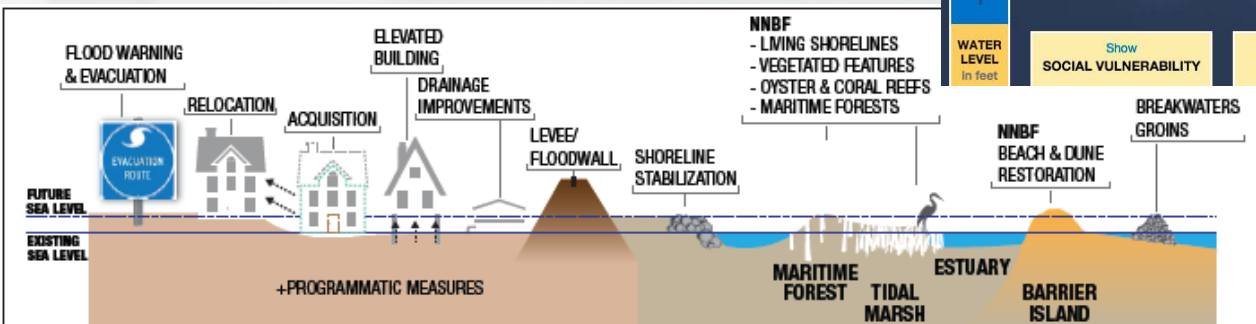 FLOOD WARNING
& EVACUATION
RELOCATION
ACQUISITION
ELEVATED
BUILDING
DRAINAGE
IMPROVEMENTS
LEVEE/
FLOODWALL
SHORELINE
STABILIZATION
NNBF
- LIVING SHORELINES
- VEGETATED FEATURES
- OYSTER & CORAL REEFS
- MARITIME FORESTS
WATER
LEVEL
in feet
Show
SOCIAL VULNERABILITY
NNBF
BEACH & DUNE
RESTORATION
BREAKWATERS
GROINS
EVACUATION
ROUTE
FUTURE
SEA LEVEL
EXISTING
SEA LEVEL
+PROGRAMMATIC MEASURES
MARITIME
FOREST
TIDAL
MARSH
ESTUARY
BARRIER
ISLAND